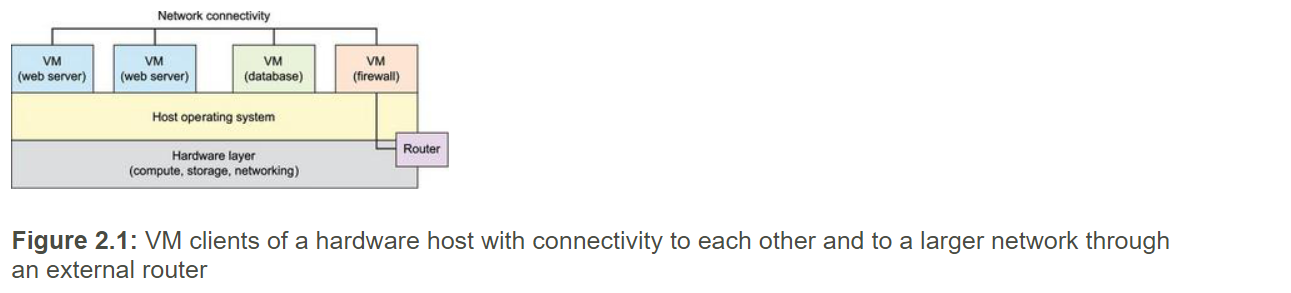 Network connectivity
VM
(web server)
VM
(web server)
VM
(database)
VM
(firewall)
Host operating system
Router
Hardware layer
(compute, storage, networking)
Figure 2.1: VM clients of a hardware host with connectivity to each other and to a larger network through
an external router